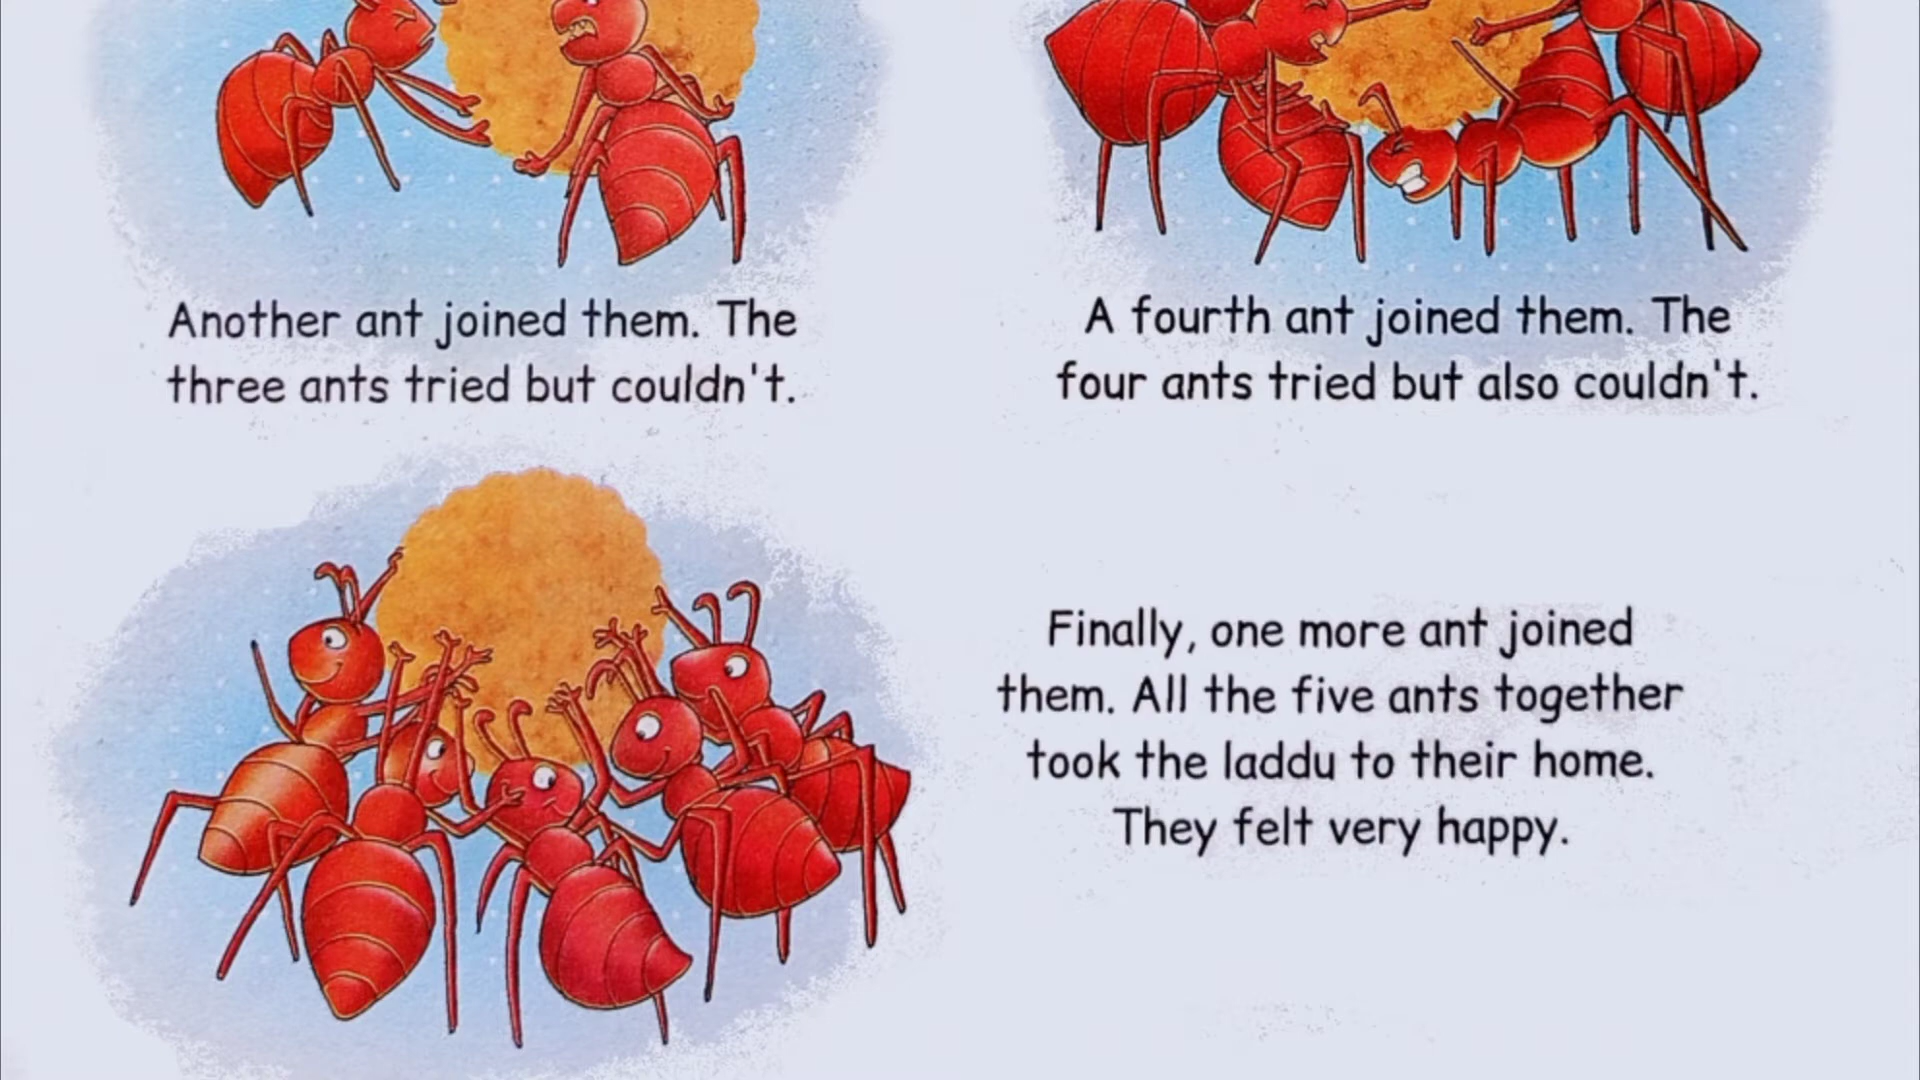 Another ant joined them. The
three ants tried but couldn't.
A fourth ant joined them. The
four ants tried but also couldn't.
Finally, one more ant joined
them. All the five ants together
took the laddu to their home.
They felt very happy.